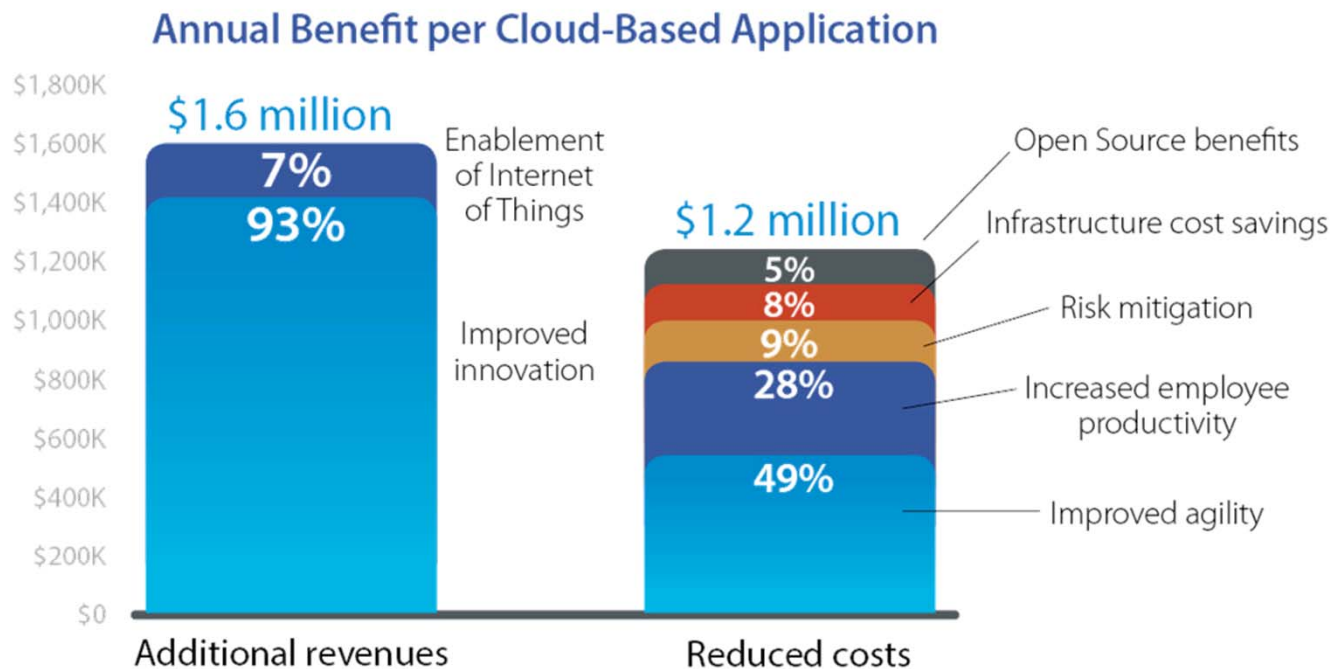 Annual Benefit per Cloud-Based Application
$1,800K
$1,600K
$1,400K
$1,200K
$1,000K
$800K
$600K
$400K
$200K
$0
$1.6 million
7%
93%
Enablement
of Internet
of Things
Improved
innovation
$1.2 million
5%
8%
9%
28%
49%
Open Source benefits
Infrastructure cost savings
Risk mitigation
Increased employee
productivity
Improved agility
Additional revenues
Reduced costs